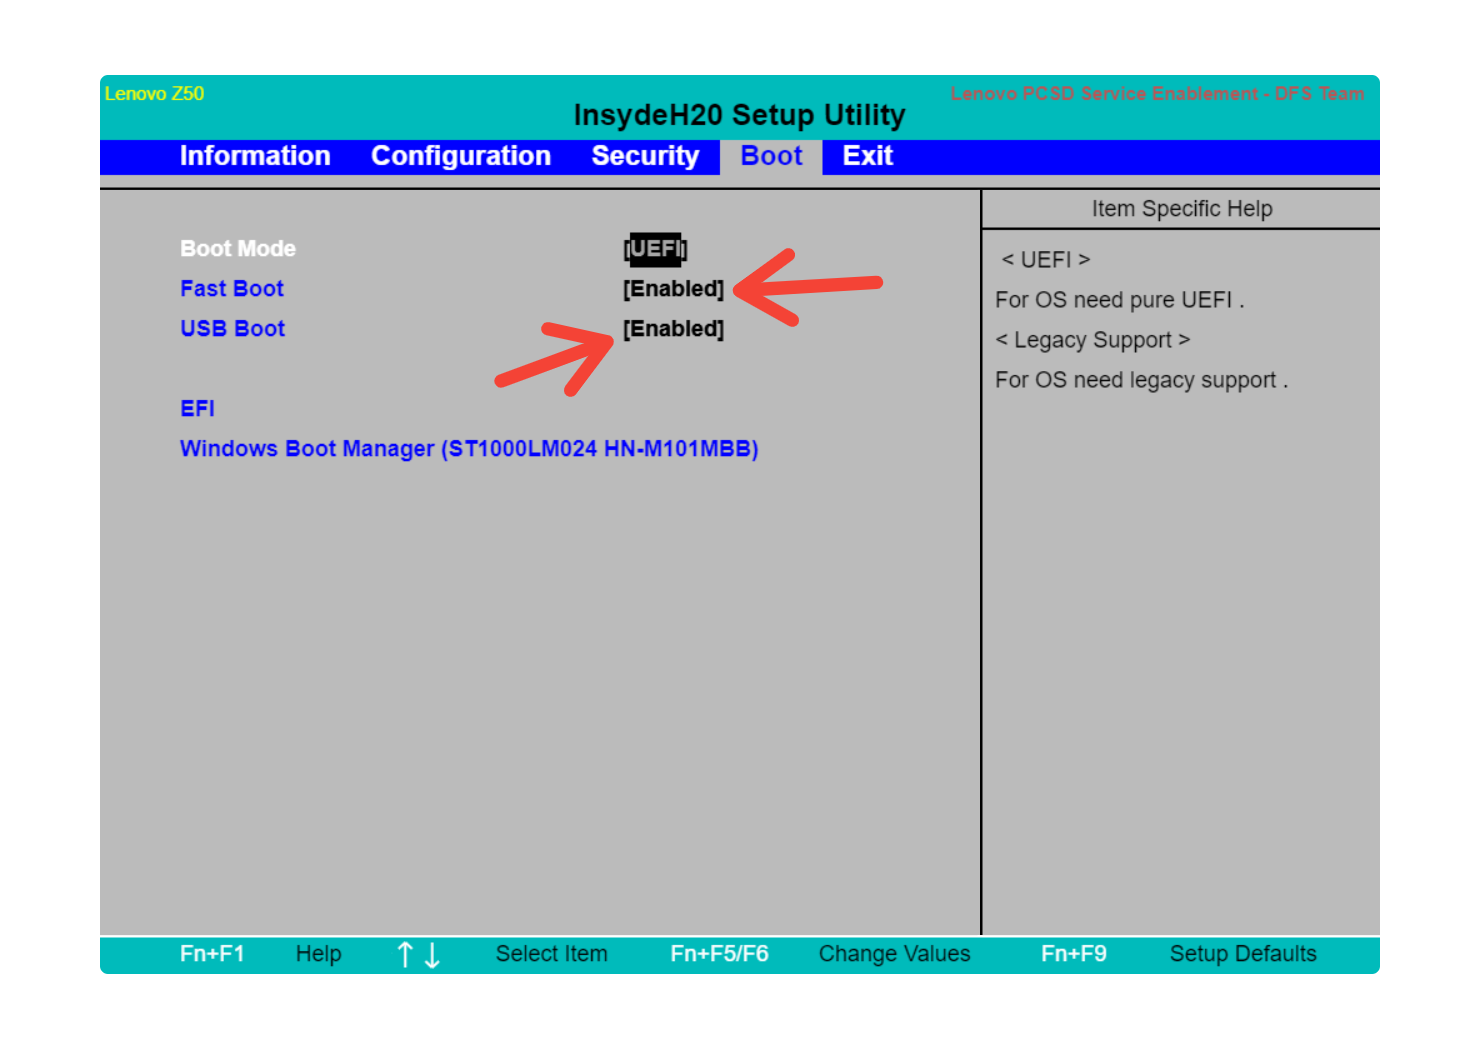 Lenovo Z50
Lenovo PCSD Service Enablement - DFS Team
InsydeH20 Setup Utility
Information Configuration Security Boot Exit
Item Specific Help
Boot Mode [UEFI]
Fast Boot [Enabled]
USB Boot [Enabled]
EFI
Windows Boot Manager (ST1000LM024 HN-M101MBB)
< UEFI >
For OS need pure UEFI .
< Legacy Support >
For OS need legacy support .
Fn+F1 Help ↑ ↓ Select Item Fn+F5/F6 Change Values Fn+F9 Setup Defaults